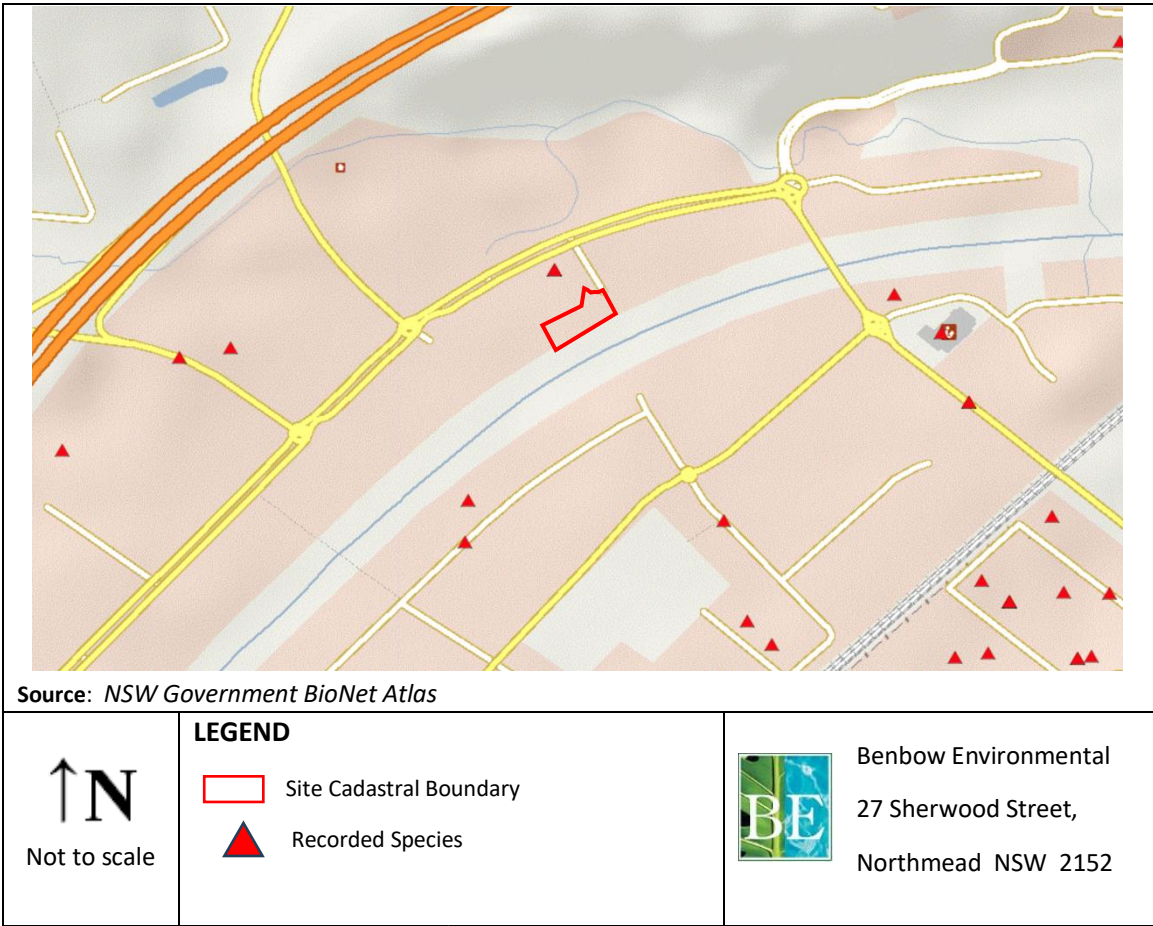 Source: NSW Government BioNet Atlas
↑N
Not to scale
LEGEND
Site Cadastral Boundary
Recorded Species
BE
Benbow Environmental
27 Sherwood Street,
Northmead NSW 2152